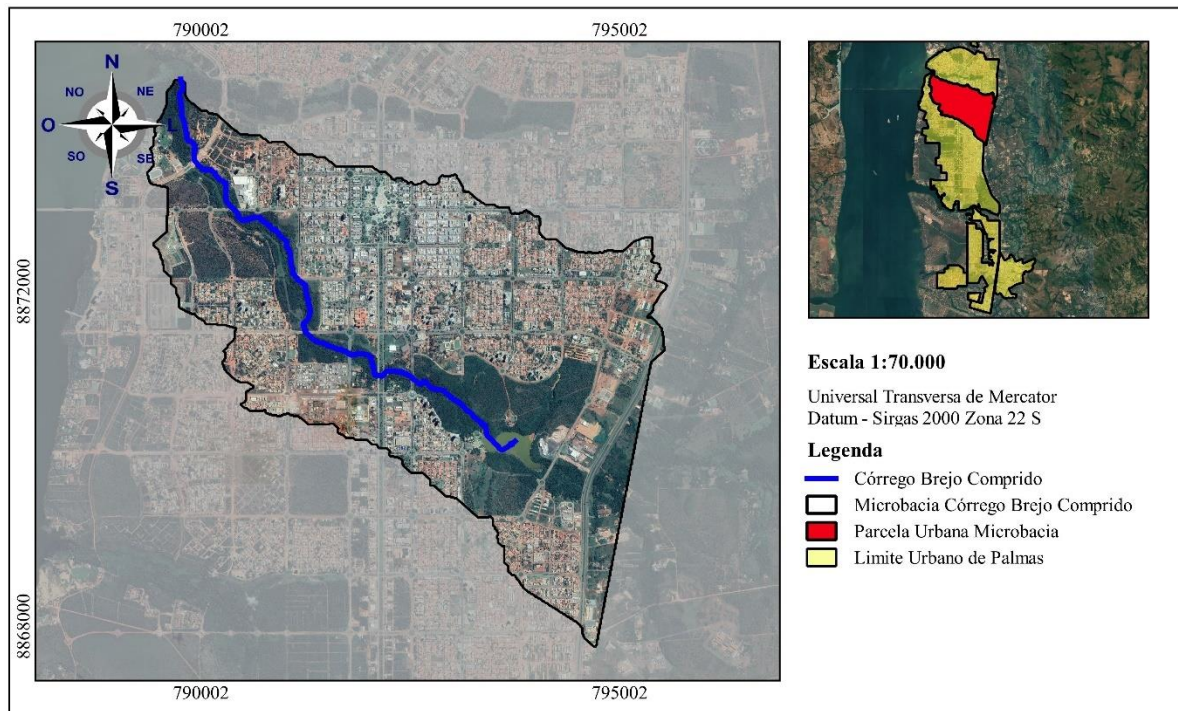 790002
795002
N
NO
NE
O
L
SO
SE
S
8872000
8868000
790002
795002
Escala 1:70.000
Universal Transversa de Mercator
Datum - Sirgas 2000 Zona 22 S
Legenda
Córrego Brejo Comprido
Microbacia Córrego Brejo Comprido
Parcela Urbana Microbacia
Limite Urbano de Palmas